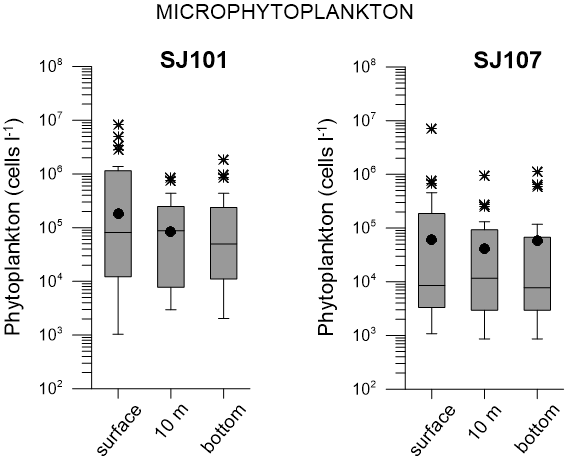 MICROPHYTOPLANKTON
SJ101
Phytoplankton (cells l⁻¹)
10⁸
10⁷
10⁶
10⁵
10⁴
10³
10²
surface
10 m
bottom
SJ107
Phytoplankton (cells l⁻¹)
10⁸
10⁷
10⁶
10⁵
10⁴
10³
10²
surface
10 m
bottom